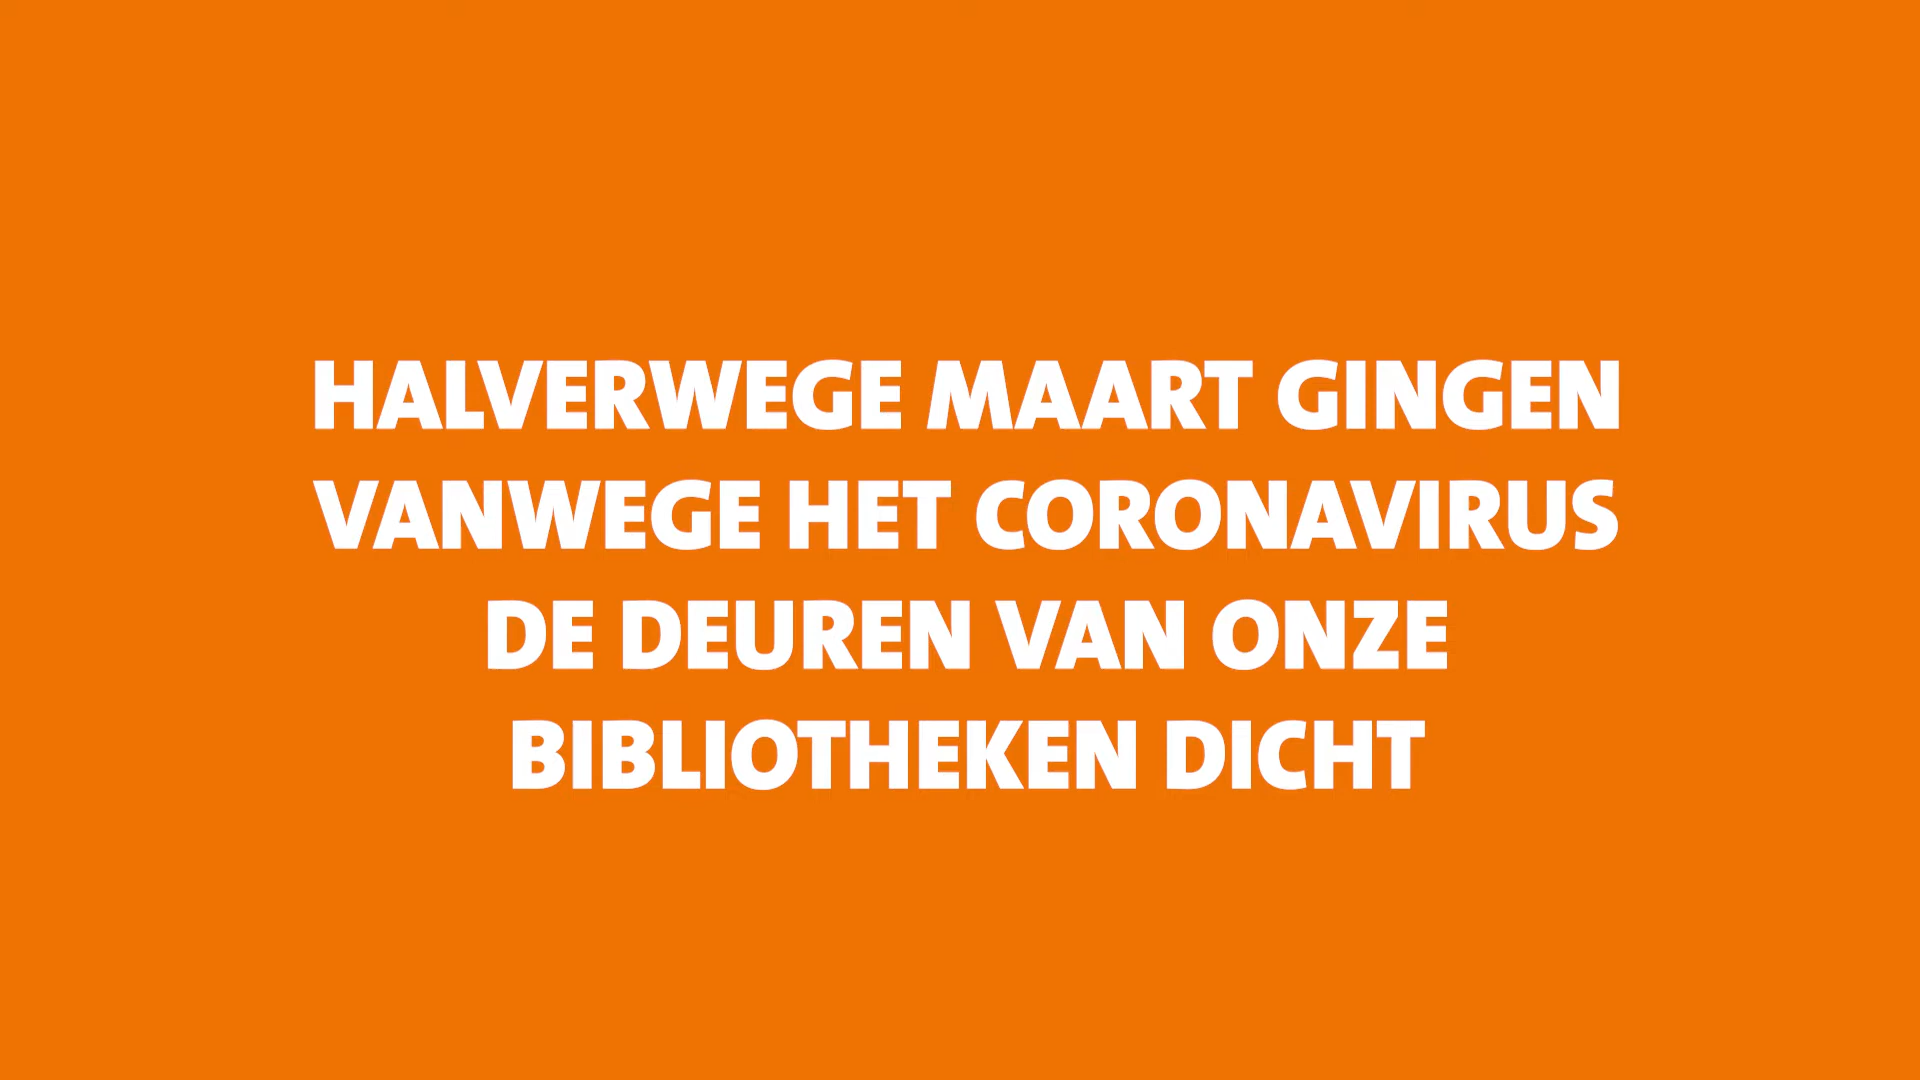 HALVERWEGE MAART GINGEN
VANWEGE HET CORONAVIRUS
DE DEUREN VAN ONZE
BIBLIOTHEKEN DICHT